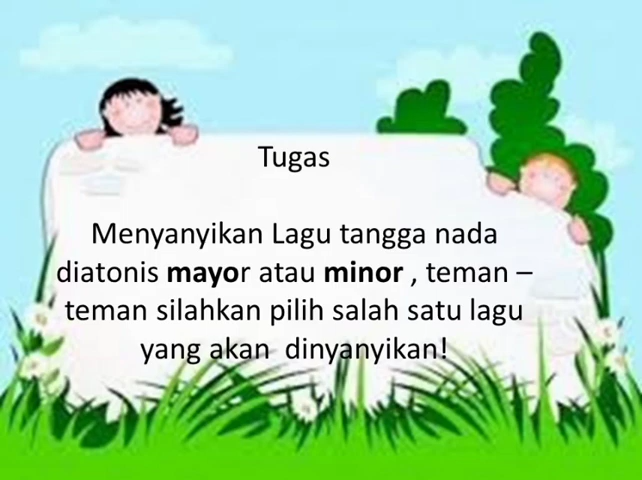 Tugas
Menyanyikan Lagu tangga nada
diatonis mayor atau minor , teman –
teman silahkan pilih salah satu lagu
yang akan dinyanyikan!